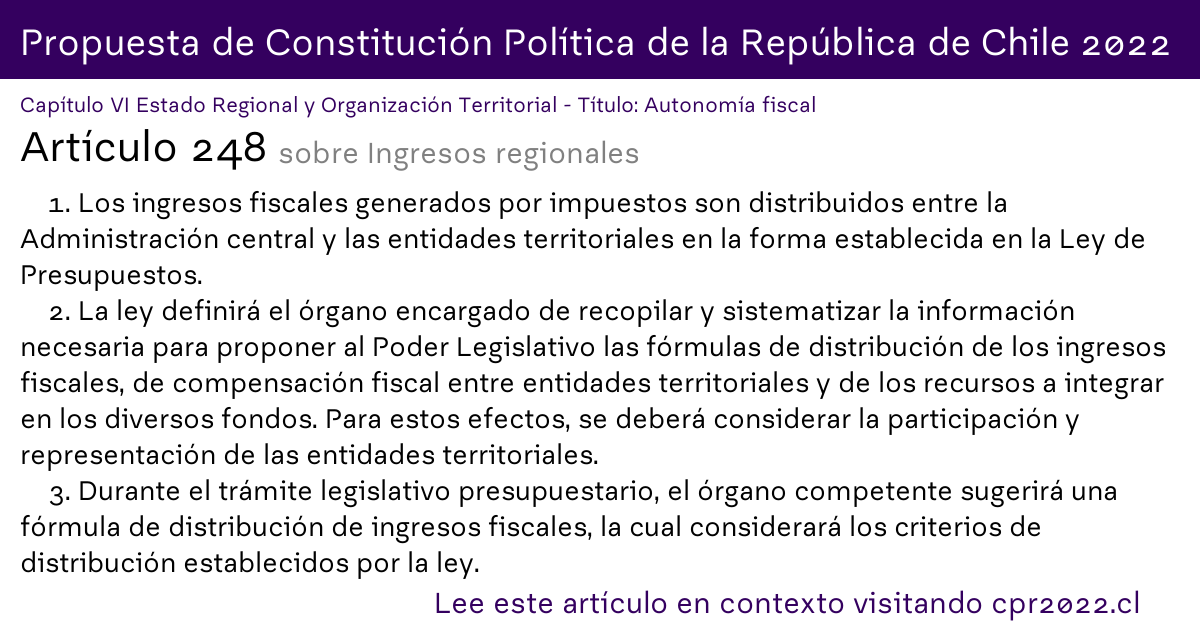 Propuesta de Constitución Política de la República de Chile 2022
Capítulo VI Estado Regional y Organización Territorial - Título: Autonomía fiscal
Artículo 248 sobre Ingresos regionales
1. Los ingresos fiscales generados por impuestos son distribuidos entre la
Administración central y las entidades territoriales en la forma establecida en la Ley de
Presupuestos.
2. La ley definirá el órgano encargado de recopilar y sistematizar la información
necesaria para proponer al Poder Legislativo las fórmulas de distribución de los ingresos
fiscales, de compensación fiscal entre entidades territoriales y de los recursos a integrar
en los diversos fondos. Para estos efectos, se deberá considerar la participación y
representación de las entidades territoriales.
3. Durante el trámite legislativo presupuestario, el órgano competente sugerirá una
fórmula de distribución de ingresos fiscales, la cual considerará los criterios de
distribución establecidos por la ley.
Lee este artículo en contexto visitando cpr2022.cl